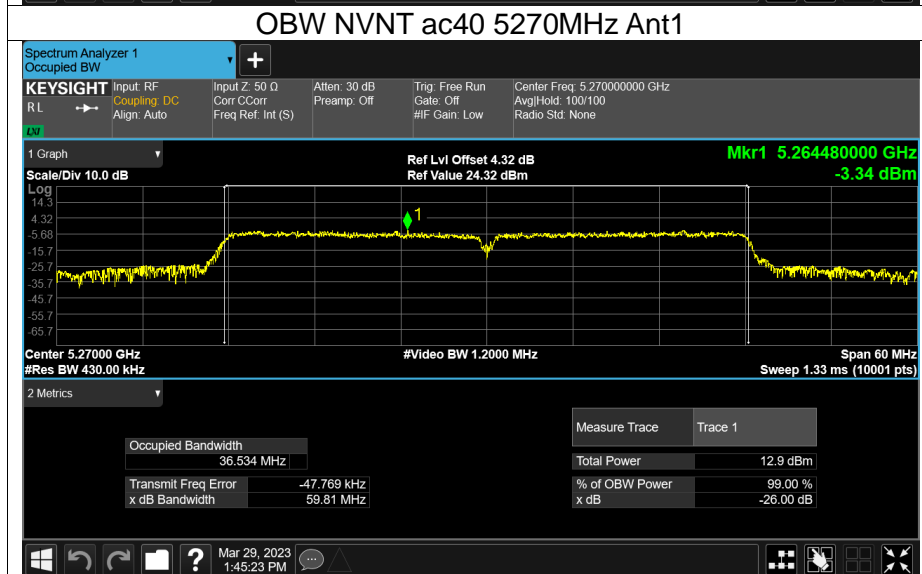 OBW NVNT ac40 5270MHz Ant1
Spectrum Analyzer 1
Occupied BW
KEYSIGHT Input: RF Input Z: 50 Ω Atten: 30 dB Trig: Free Run Center Freq: 5.270000000 GHz
R L Coupling: DC Corr CCorr Preamp: Off Gate: Off Avg|Hold: 100/100
Align: Auto Freq Ref: Int (S) #IF Gain: Low Radio Std: None
LXI
1 Graph Ref Lvl Offset 4.32 dB Mkr1 5.264480000 GHz
Scale/Div 10.0 dB Ref Value 24.32 dBm -3.34 dBm
Log
14.3
4.32
1
-5.68
-15.7
-25.7
-35.7
-45.7
-55.7
-65.7
Center 5.27000 GHz #Video BW 1.2000 MHz Span 60 MHz
#Res BW 430.00 kHz Sweep 1.33 ms (10001 pts)
2 Metrics
Measure Trace Trace 1
Occupied Bandwidth
36.534 MHz Total Power 12.9 dBm
Transmit Freq Error -47.769 kHz % of OBW Power 99.00 %
x dB Bandwidth 59.81 MHz x dB -26.00 dB
? Mar 29, 2023
1:45:23 PM